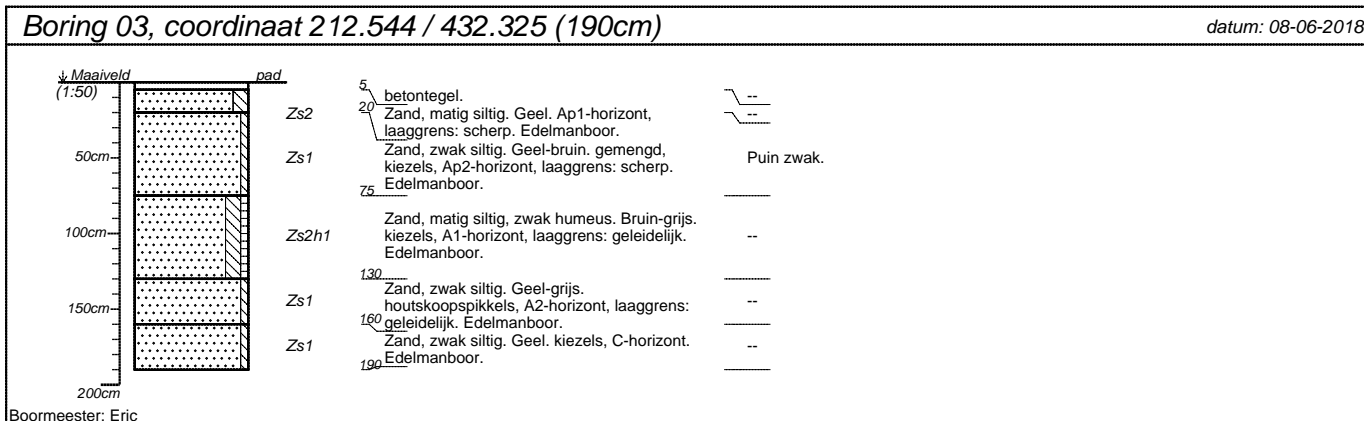 Boring 03, coordinaat 212.544 / 432.325 (190cm) datum: 08-06-2018
Maaiveld pad
(1:50)
5 betontegel. --
Zs2 20 Zand, matig siltig. Geel. Ap1-horizont, --
laaggrens: scherp. Edelmanboor.
50cm Zs1 Zand, zwak siltig. Geel-bruin. gemengd, Puin zwak.
kiezels, Ap2-horizont, laaggrens: scherp.
Edelmanboor.
75
Zand, matig siltig, zwak humeus. Bruin-grijs.
100cm Zs2h1 kiezels, A1-horizont, laaggrens: geleidelijk. --
Edelmanboor.
130
Zand, zwak siltig. Geel-grijs.
150cm Zs1 houtskoopspikkels, A2-horizont, laaggrens: --
160 geleidelijk. Edelmanboor.
Zs1 Zand, zwak siltig. Geel. kiezels, C-horizont. --
190 Edelmanboor.
200cm
Boormeester: Eric